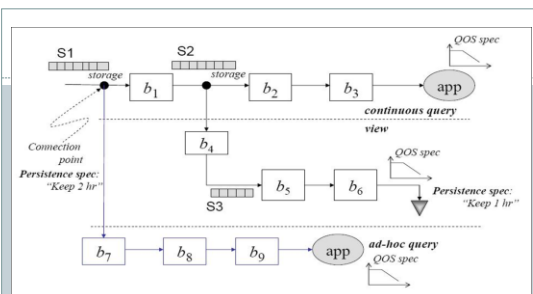 S1
S2
QOS spec
storage
storage
b1
b2
b3
app
continuous query
Connection
point
view
b4
QOS spec
Persistence spec:
"Keep 2 hr"
S3
b5
b6
Persistence spec:
"Keep 1 hr"
b7
b8
b9
app
ad-hoc query
QOS spec